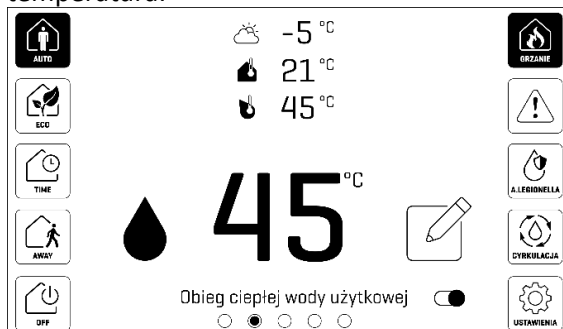 temperatura.
-5 °C
21 °C
45 °C
AUTO
ECO
TIME
AWAY
OFF
45 °C
Obieg ciepłej wody użytkowej
GRZANIE
A.LEGIONELLA
CYRKULACJA
USTAWIENIA